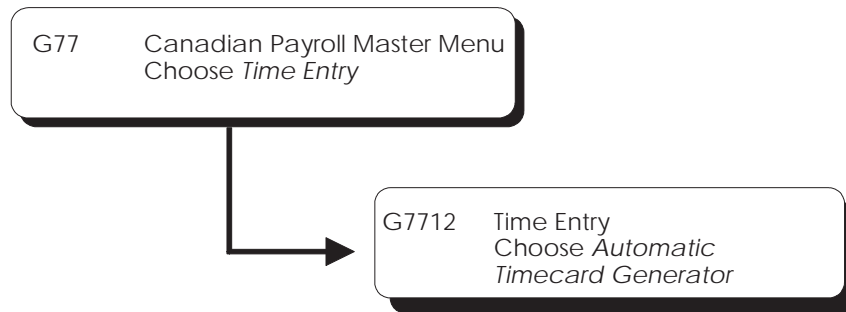 G77 Canadian Payroll Master Menu
Choose Time Entry
G7712 Time Entry
Choose Automatic
Timecard Generator